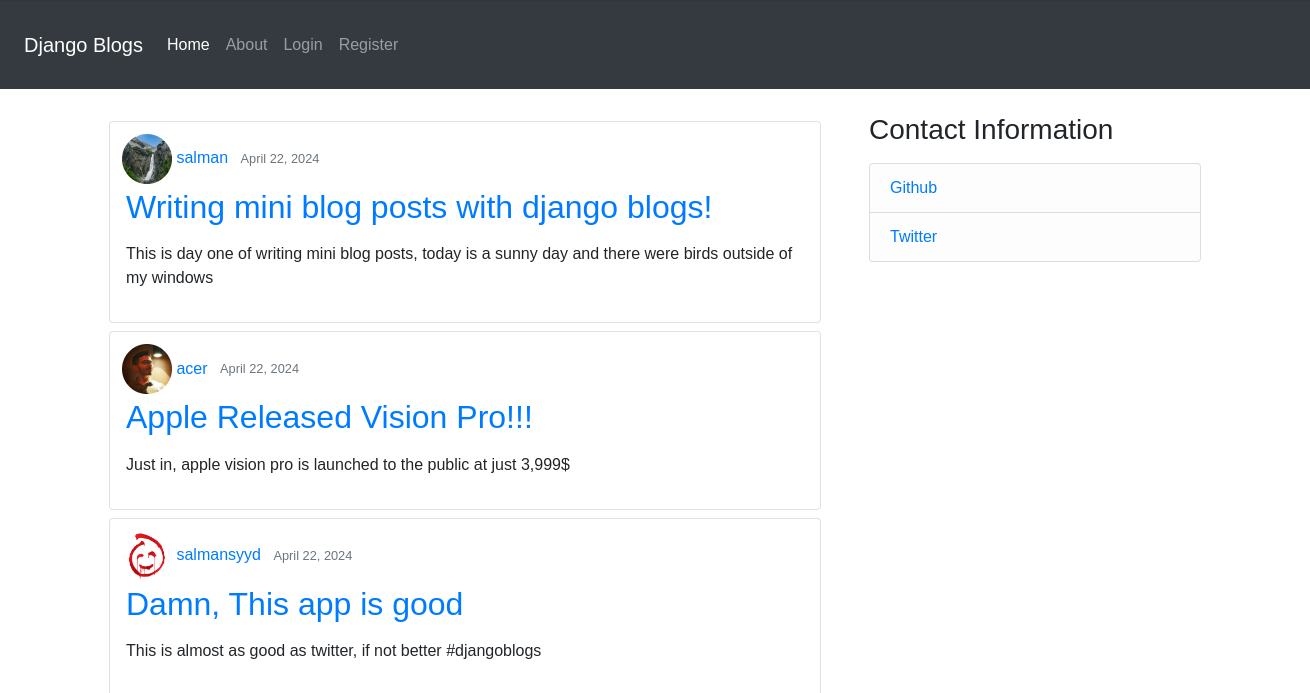 Django Blogs Home About Login Register
salman April 22, 2024
Writing mini blog posts with django blogs!
This is day one of writing mini blog posts, today is a sunny day and there were birds outside of
my windows
acer April 22, 2024
Apple Released Vision Pro!!!
Just in, apple vision pro is launched to the public at just 3,999$
salmansyyd April 22, 2024
Damn, This app is good
This is almost as good as twitter, if not better #djangoblogs
Contact Information
Github
Twitter